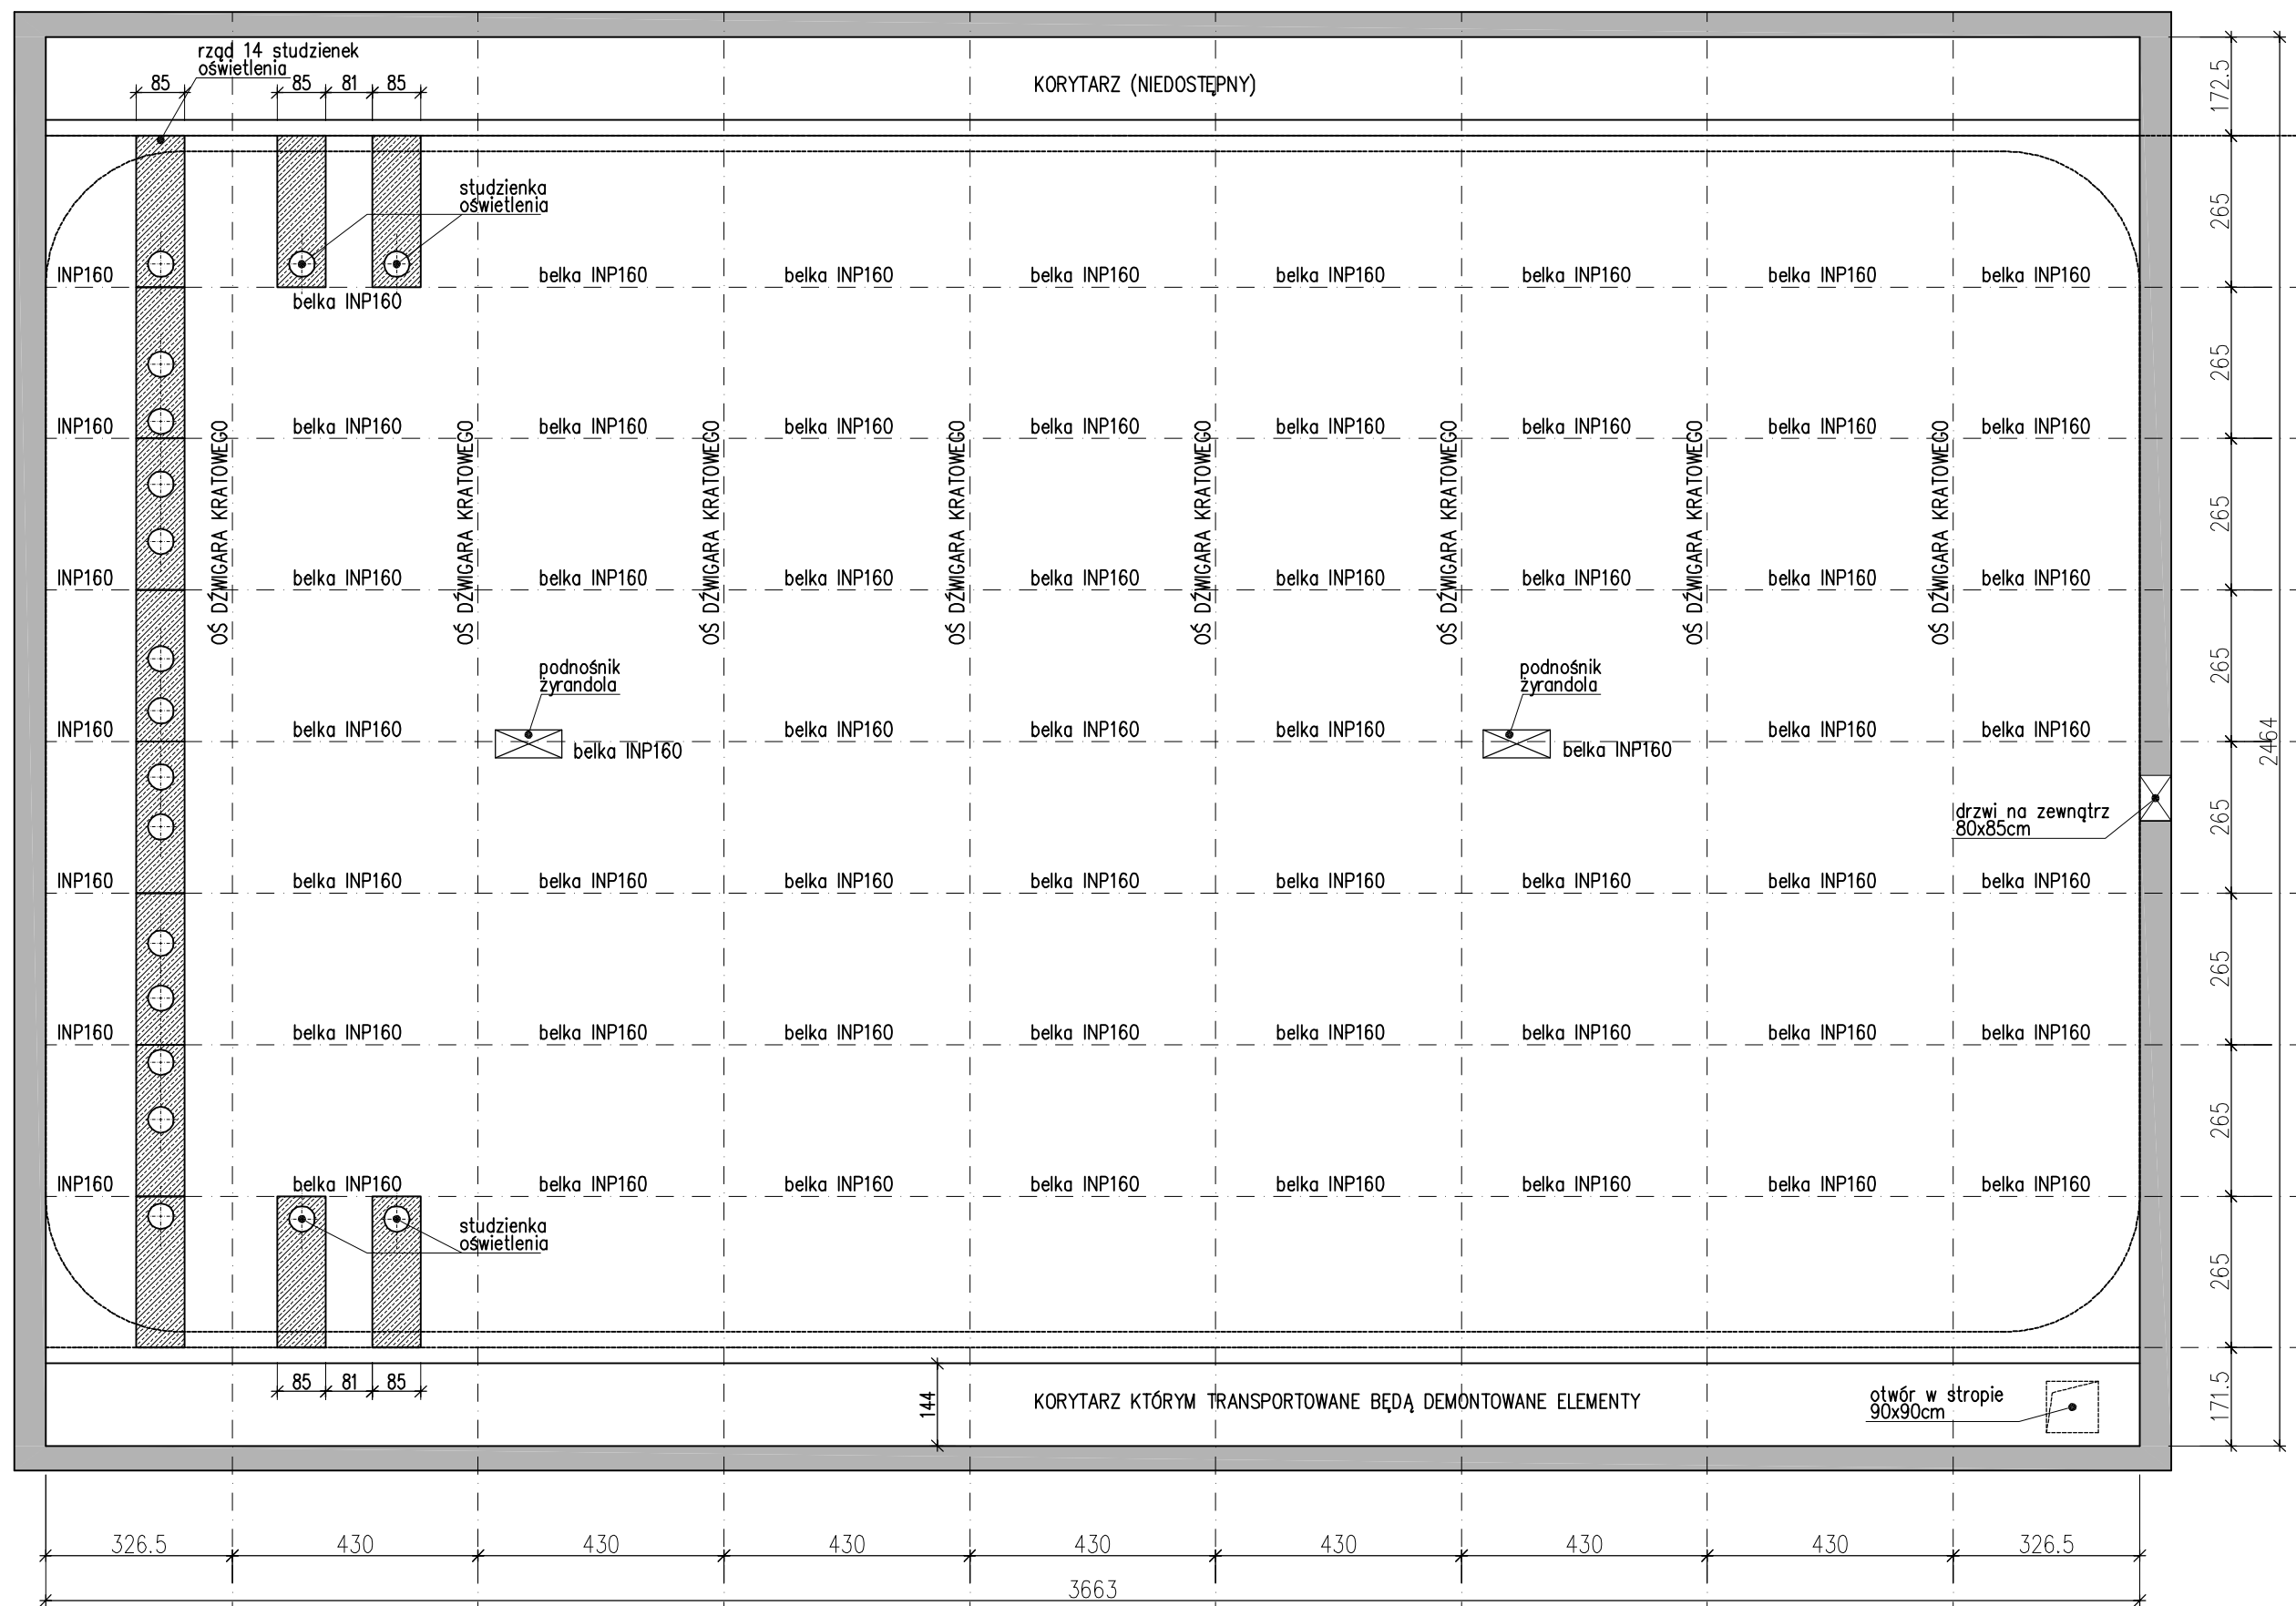 rząd 14 studzienek
oświetlenia
85
85
81
85
KORYTARZ (NIEDOSTĘPNY)
172.5
studzienka
oświetlenia
265
INP160
belka INP160
belka INP160
belka INP160
belka INP160
belka INP160
belka INP160
belka INP160
belka INP160
265
INP160
belka INP160
belka INP160
belka INP160
belka INP160
belka INP160
belka INP160
belka INP160
belka INP160
OŚ DŹWIGARA KRATOWEGO
OŚ DŹWIGARA KRATOWEGO
OŚ DŹWIGARA KRATOWEGO
OŚ DŹWIGARA KRATOWEGO
OŚ DŹWIGARA KRATOWEGO
OŚ DŹWIGARA KRATOWEGO
OŚ DŹWIGARA KRATOWEGO
OŚ DŹWIGARA KRATOWEGO
265
INP160
belka INP160
belka INP160
belka INP160
belka INP160
belka INP160
belka INP160
belka INP160
belka INP160
265
podnośnik
żyrandola
podnośnik
żyrandola
INP160
belka INP160
belka INP160
belka INP160
belka INP160
belka INP160
belka INP160
belka INP160
belka INP160
2464
drzwi na zewnątrz
80x85cm
265
INP160
belka INP160
belka INP160
belka INP160
belka INP160
belka INP160
belka INP160
belka INP160
belka INP160
265
INP160
belka INP160
belka INP160
belka INP160
belka INP160
belka INP160
belka INP160
belka INP160
belka INP160
265
INP160
belka INP160
belka INP160
belka INP160
belka INP160
belka INP160
belka INP160
belka INP160
belka INP160
studzienka
oświetlenia
265
85
81
85
144
KORYTARZ KTÓRYM TRANSPORTOWANE BĘDĄ DEMONTOWANE ELEMENTY
otwór w stropie
90x90cm
171.5
326.5
430
430
430
430
430
430
430
326.5
3663